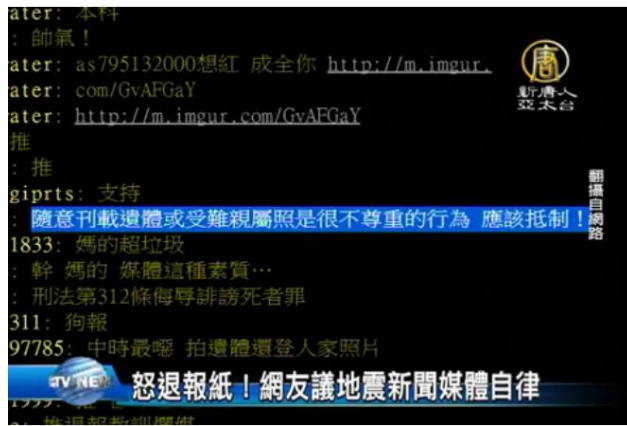 ater: 本科
: 帥氣！
ater: as795132000想紅 成全你 http://m.imgur.
ater: com/GvAFGaY
ater: http://m.imgur.com/GvAFGaY
推
: 推
giprts: 支持
: 隨意刊載遺體或受難親屬照是很不尊重的行為 應該抵制！
1833: 媽的超垃圾
: 幹 媽的 媒體這種素質…
: 刑法第312條侮辱誹謗死者罪
311: 狗報
97785: 中時最噁 拍遺體還登人家照片
唐
新唐人
亞太台
翻攝自網路
TV NEWS
怒退報紙！網友議地震新聞媒體自律